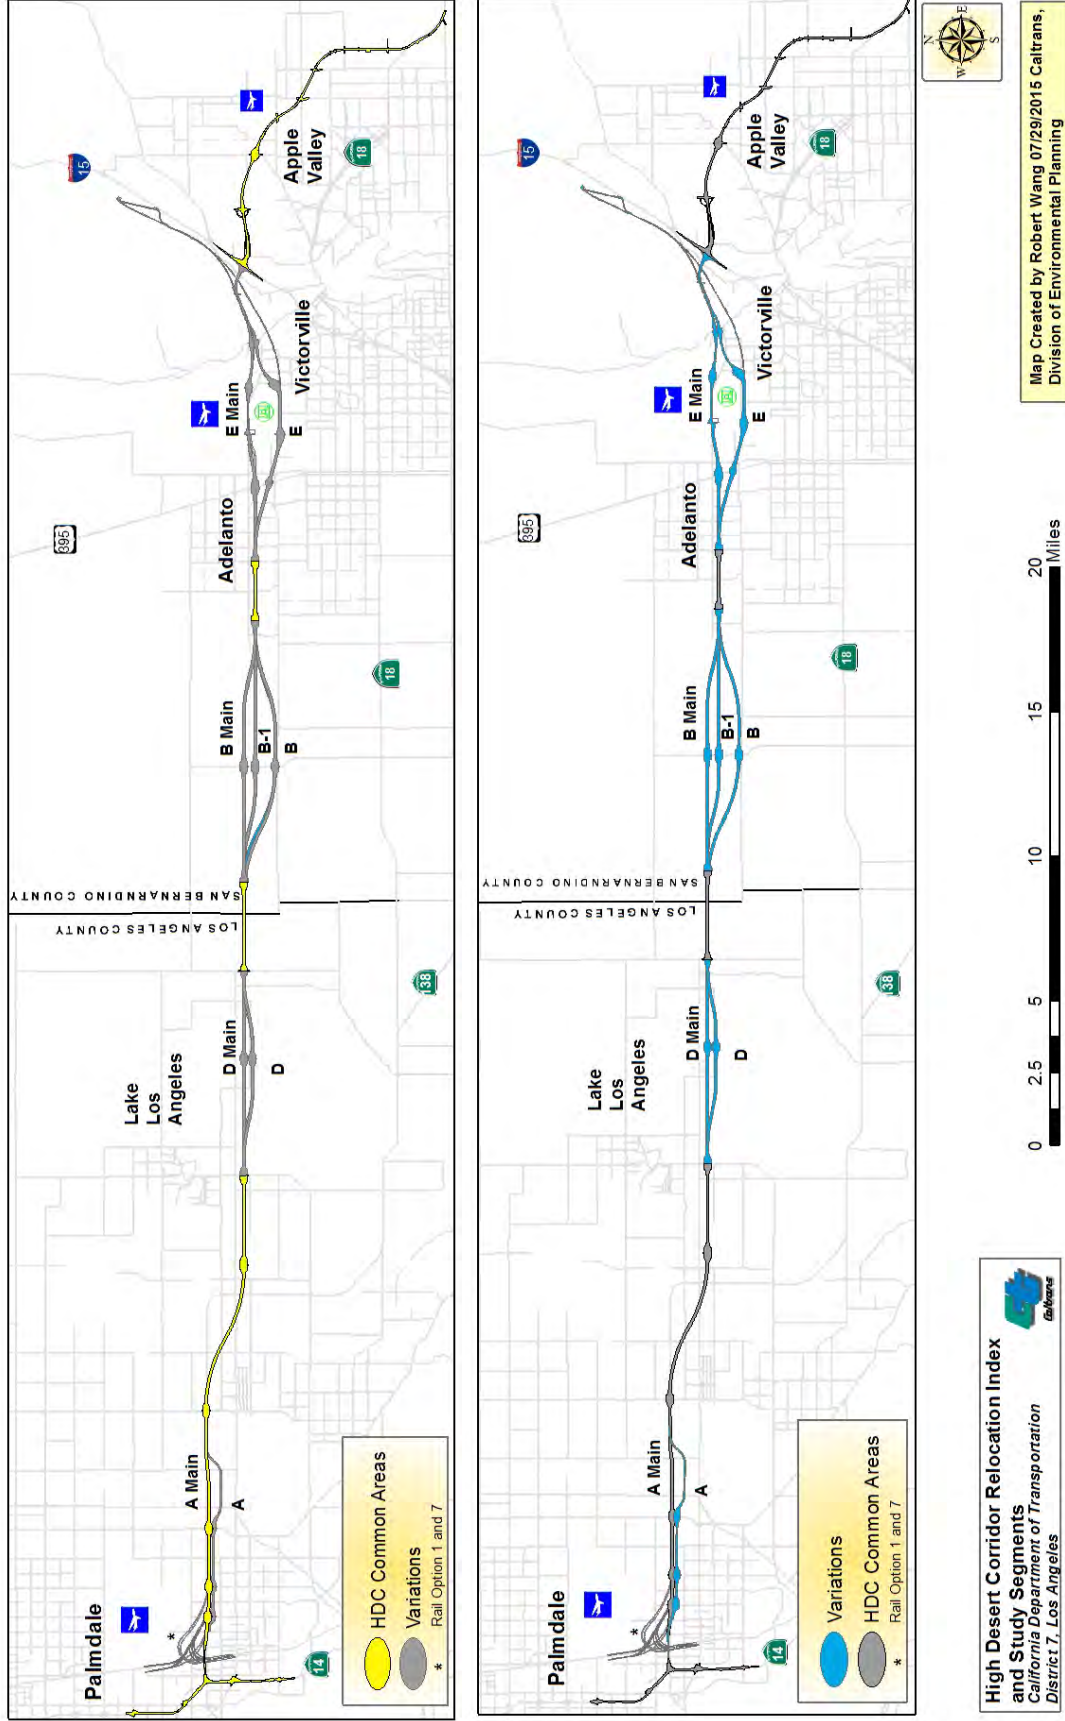 Palmdale
A Main
A
Lake
Los
Angeles
D Main
D
LOS ANGELES COUNTY
SAN BERNARNDINO COUNTY
B Main
B-1
B
Adelanto
E Main
E
Victorville
Apple
Valley
14
138
18
395
15
18
HDC Common Areas
Variations
* Rail Option 1 and 7
*
Palmdale
A Main
A
Lake
Los
Angeles
D Main
D
LOS ANGELES COUNTY
SAN BERNARNDINO COUNTY
B Main
B-1
B
Adelanto
E Main
E
Victorville
Apple
Valley
14
138
18
395
15
18
Variations
HDC Common Areas
* Rail Option 1 and 7
*
High Desert Corridor Relocation Index
and Study Segments
California Department of Transportation
District 7, Los Angeles
Caltrans
0 2.5 5 10 15 20
Miles
N
E
S
W
Map Created by Robert Wang 07/29/2015 Caltrans,
Division of Environmental Planning